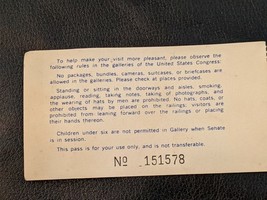 To help make your visit more pleasant, please observe the
following rules in the galleries of the United States Congress:
No packages, bundles, cameras, suitcases, or briefcases are
allowed in the galleries. Please check at places provided.
Standing or sitting in the doorways and aisles, smoking,
applause, reading, taking notes, taking of photographs, and
the wearing of hats by men are prohibited. No hats, coats, or
other objects may be placed on the railings, visitors are
prohibited from leaning forward over the railings or placing
their hands thereon.
Children under six are not permitted in Gallery when Senate
is in session.
This pass is for your use only, and is not transferable.
Nº 151578